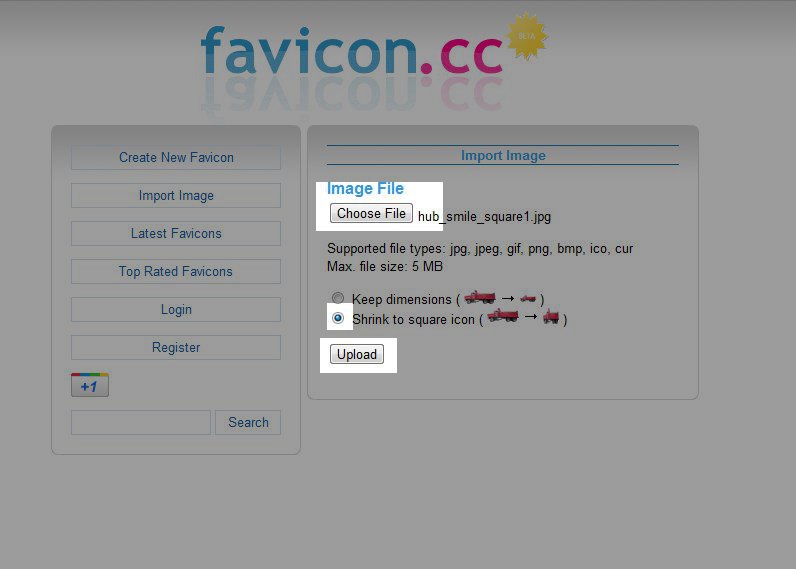 favicon.cc
BETA
Create New Favicon
Import Image
Latest Favicons
Top Rated Favicons
Login
Register
+1
Search
Import Image
Image File
Choose File hub_smile_square1.jpg
Supported file types: jpg, jpeg, gif, png, bmp, ico, cur
Max. file size: 5 MB
Keep dimensions ( → )
Shrink to square icon ( → )
Upload